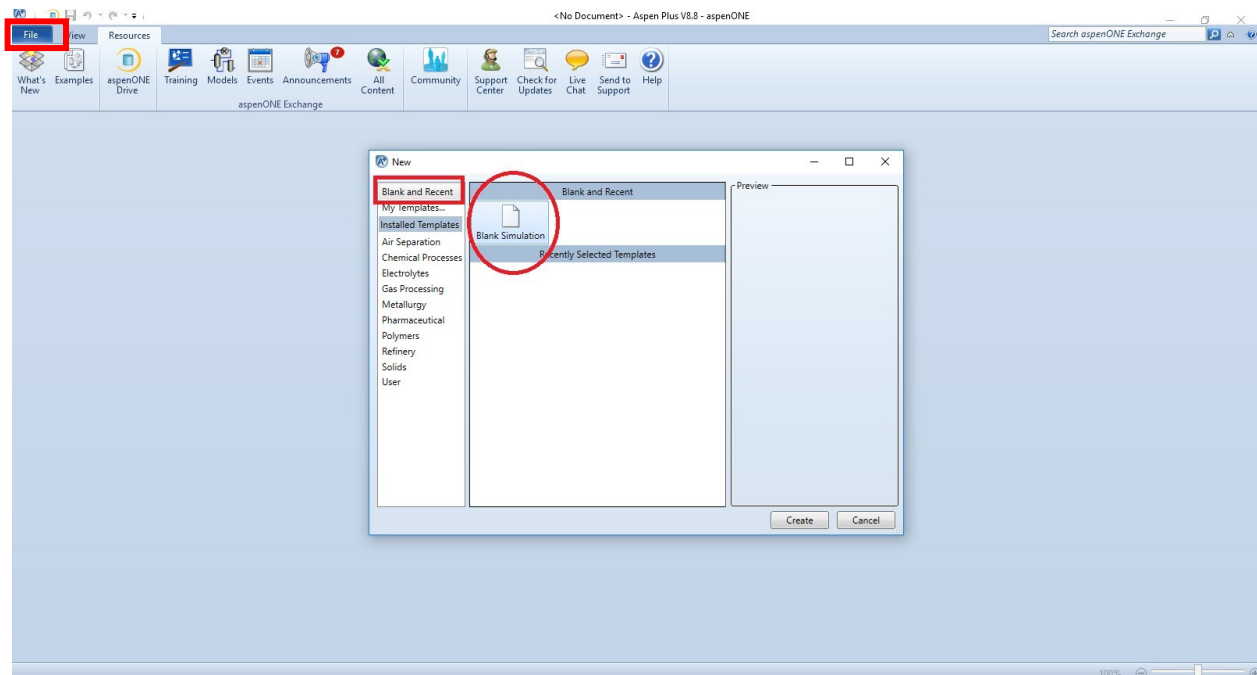 <No Document> - Aspen Plus V8.8 - aspenONE
File
View
Resources
Search aspenONE Exchange
What's New
Examples
aspenONE Drive
Training
Models
Events
Announcements
7
All Content
Community
Support Center
Check for Updates
Live Chat
Send to Support
Help
aspenONE Exchange
New
Blank and Recent
My Templates...
Installed Templates
Air Separation
Chemical Processes
Electrolytes
Gas Processing
Metallurgy
Pharmaceutical
Polymers
Refinery
Solids
User
Blank and Recent
Blank Simulation
Recently Selected Templates
Preview
Create
Cancel
100%